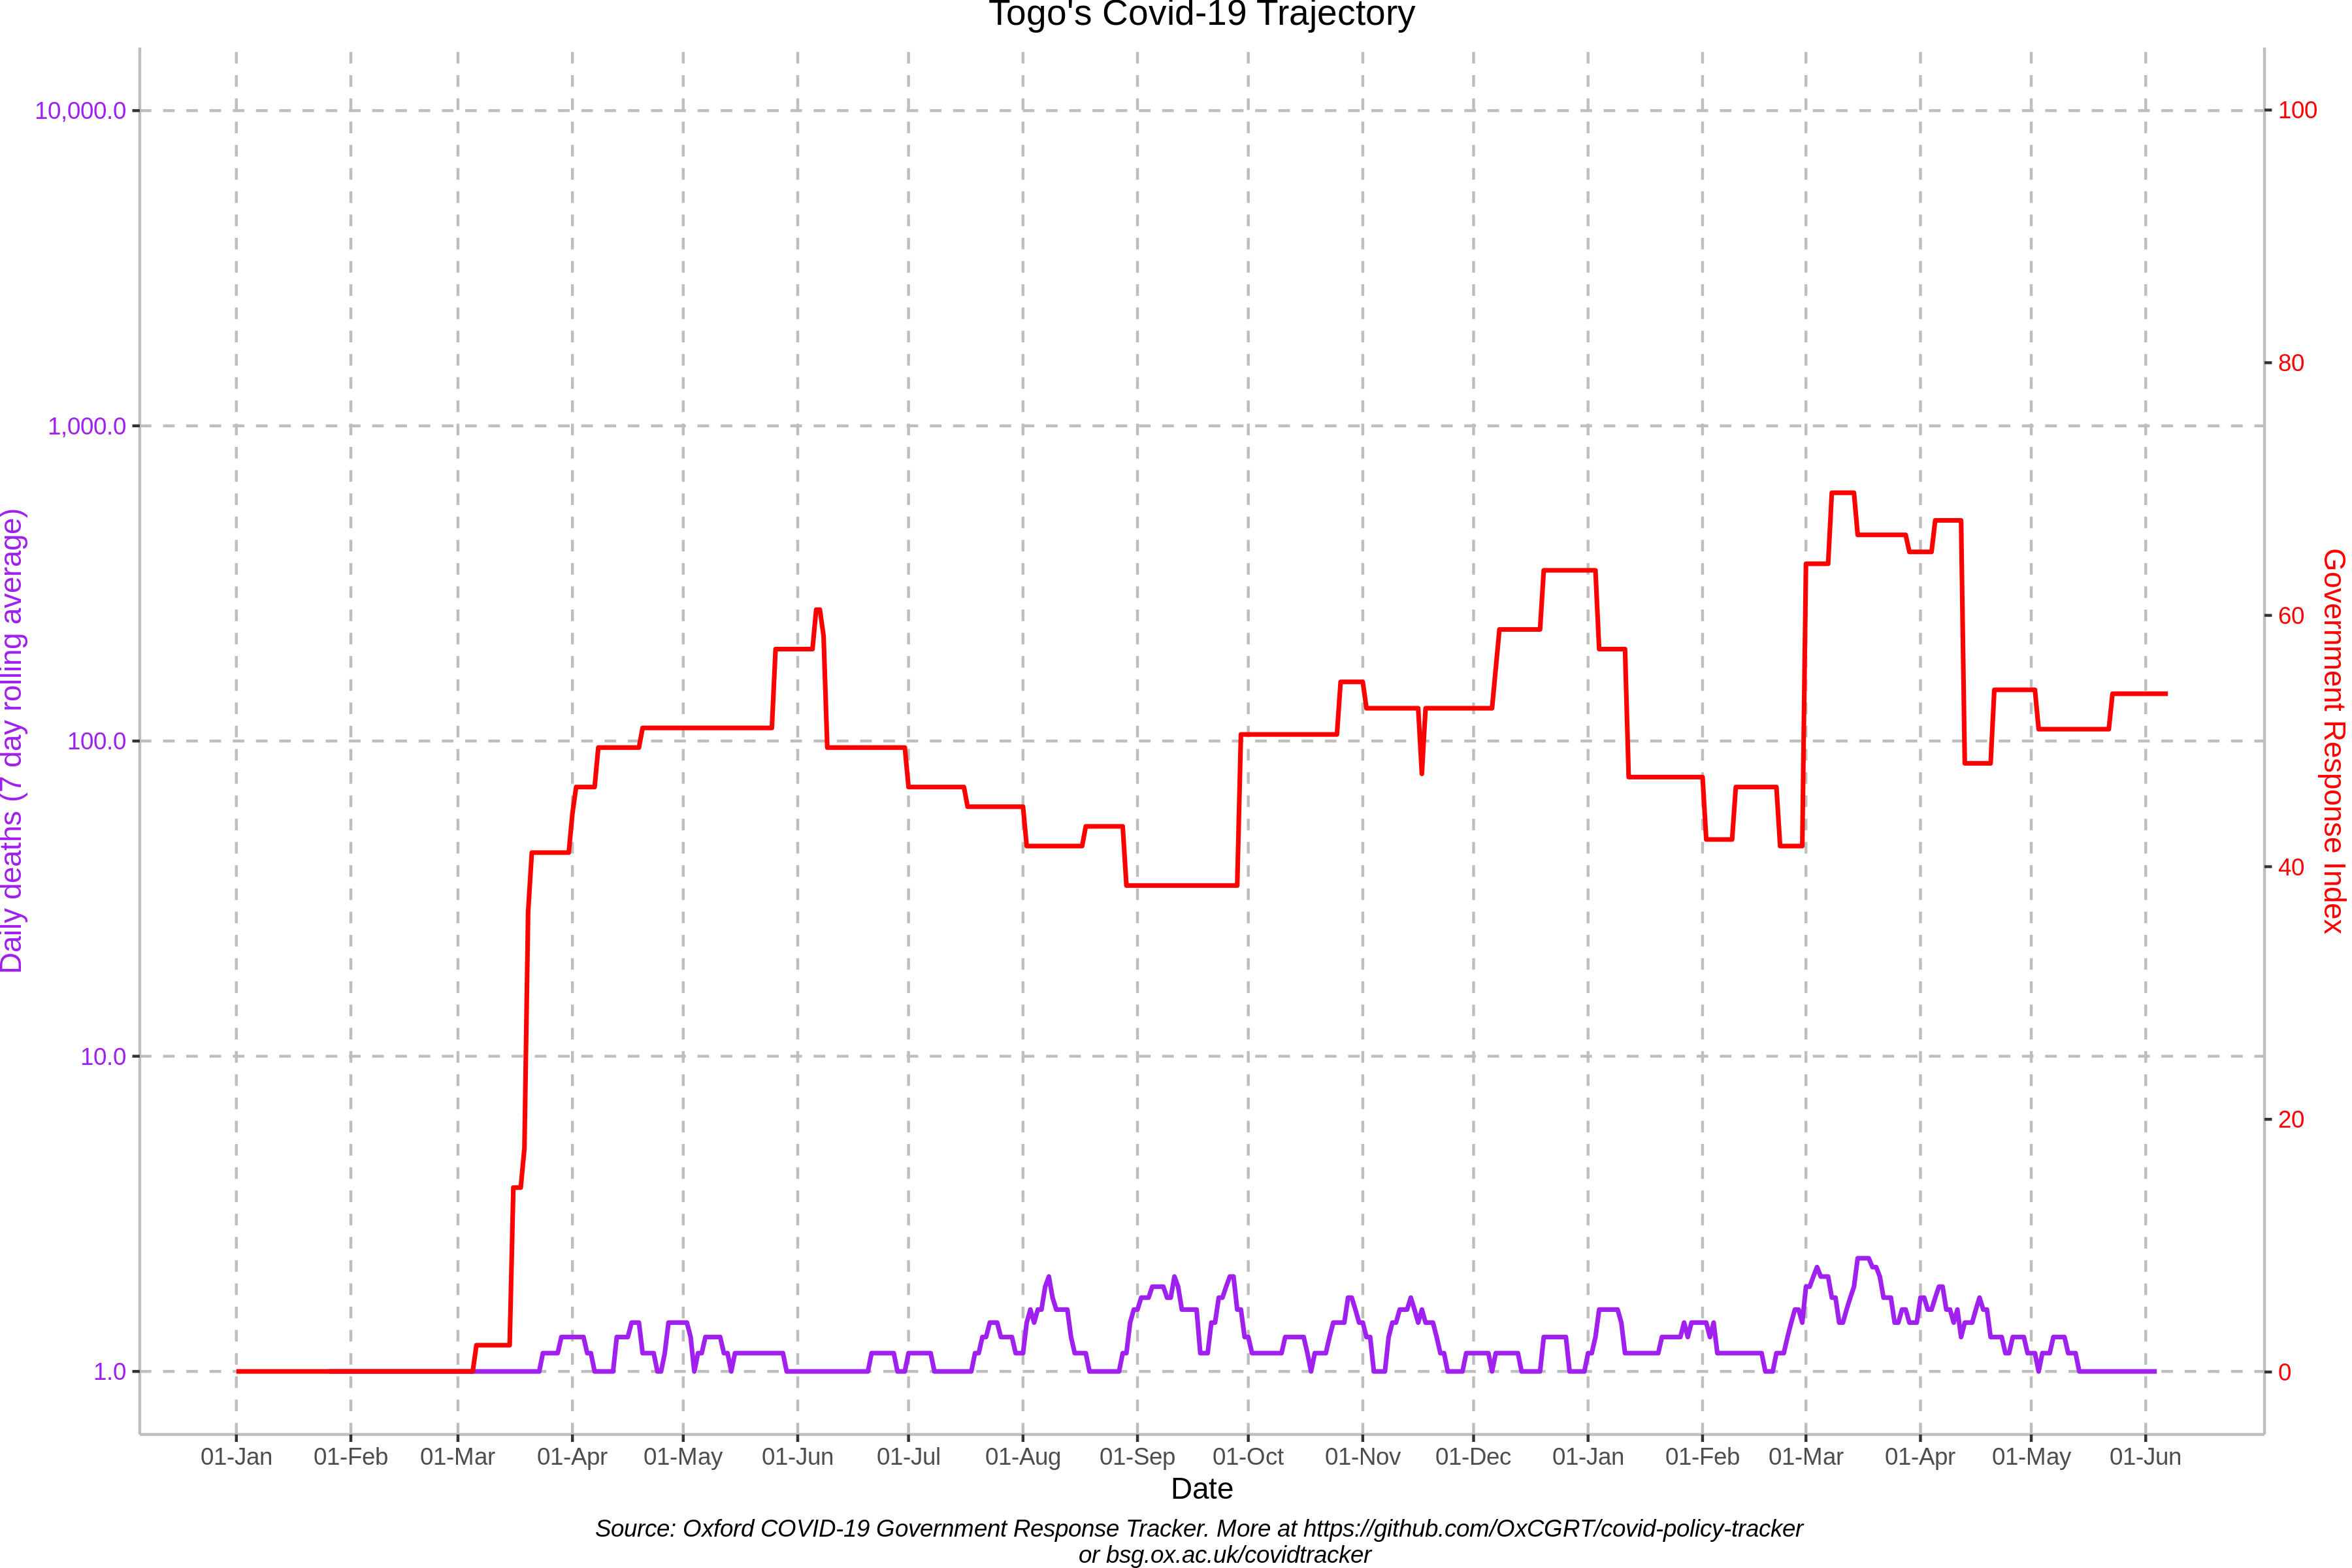 Togo's Covid-19 Trajectory
10,000.0
1,000.0
100.0
10.0
1.0
Daily deaths (7 day rolling average)
100
80
60
40
20
0
Government Response Index
01-Jan 01-Feb 01-Mar 01-Apr 01-May 01-Jun 01-Jul 01-Aug 01-Sep 01-Oct 01-Nov 01-Dec 01-Jan 01-Feb 01-Mar 01-Apr 01-May 01-Jun
Date
Source: Oxford COVID-19 Government Response Tracker. More at https://github.com/OxCGRT/covid-policy-tracker
or bsg.ox.ac.uk/covidtracker